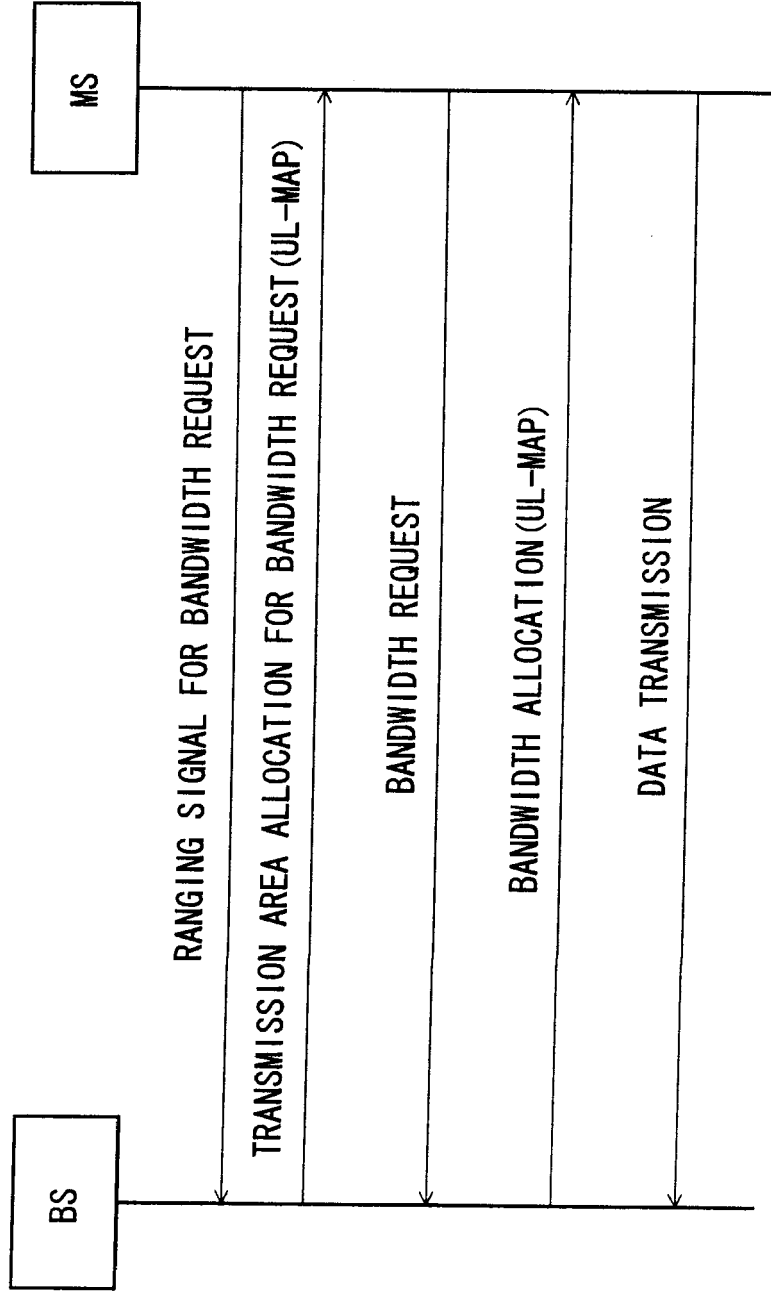 BS
MS
RANGING SIGNAL FOR BANDWIDTH REQUEST
TRANSMISSION AREA ALLOCATION FOR BANDWIDTH REQUEST(UL-MAP)
BANDWIDTH REQUEST
BANDWIDTH ALLOCATION(UL-MAP)
DATA TRANSMISSION